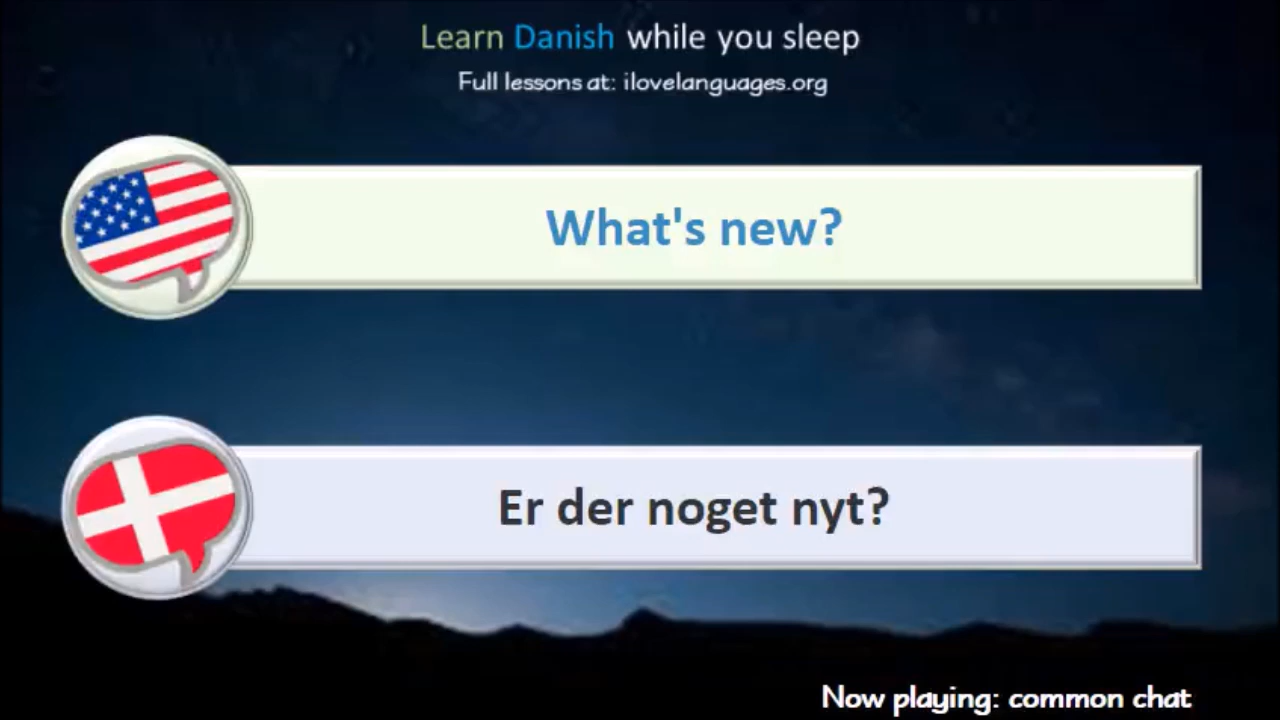 Learn Danish while you sleep
Full lessons at: ilovelanguages.org
What's new?
Er der noget nyt?
Now playing: common chat